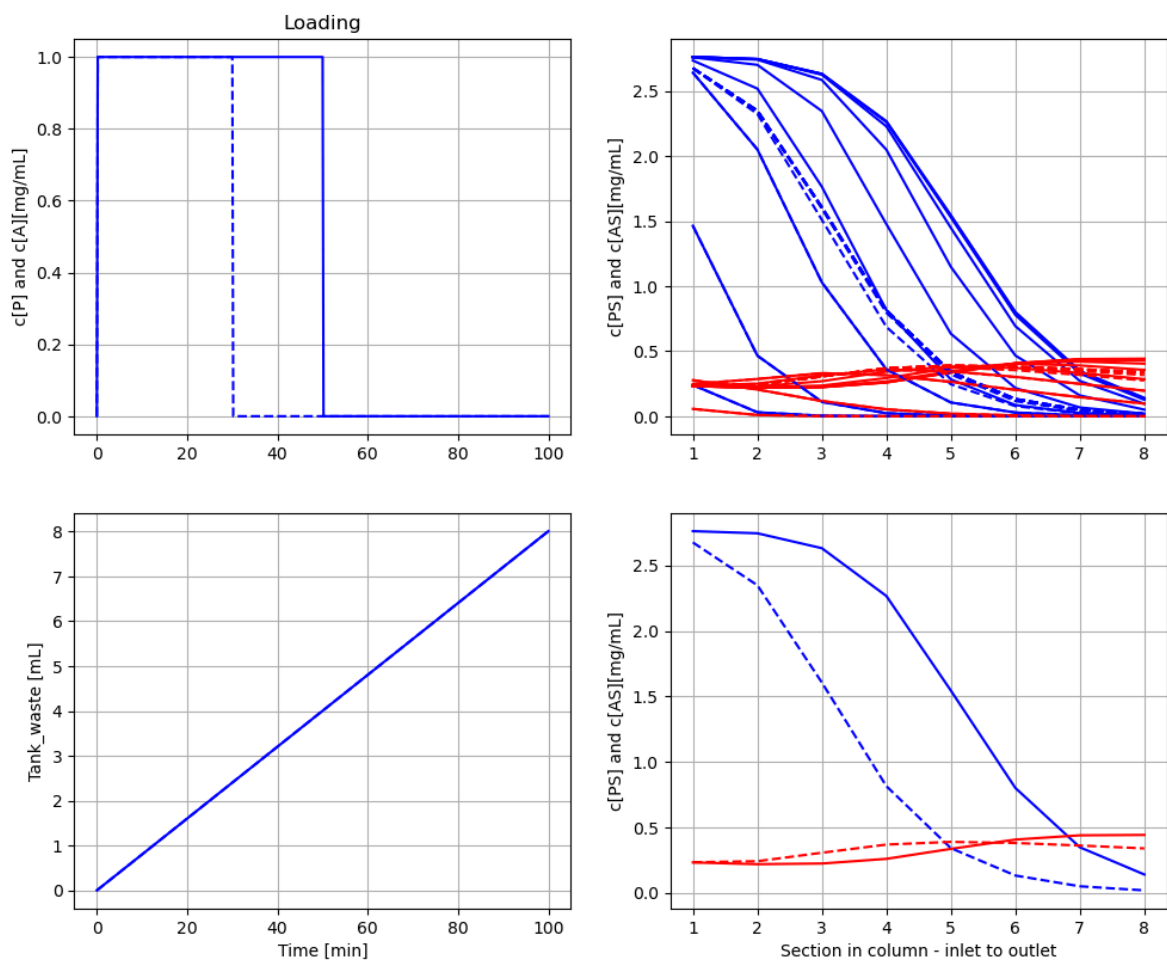 Loading
c[P] and c[A][mg/mL]
1.0
0.8
0.6
0.4
0.2
0.0
0 20 40 60 80 100
c[PS] and c[AS][mg/mL]
2.5
2.0
1.5
1.0
0.5
0.0
1 2 3 4 5 6 7 8
Tank_waste [mL]
8
7
6
5
4
3
2
1
0
0 20 40 60 80 100
Time [min]
c[PS] and c[AS][mg/mL]
2.5
2.0
1.5
1.0
0.5
0.0
1 2 3 4 5 6 7 8
Section in column - inlet to outlet